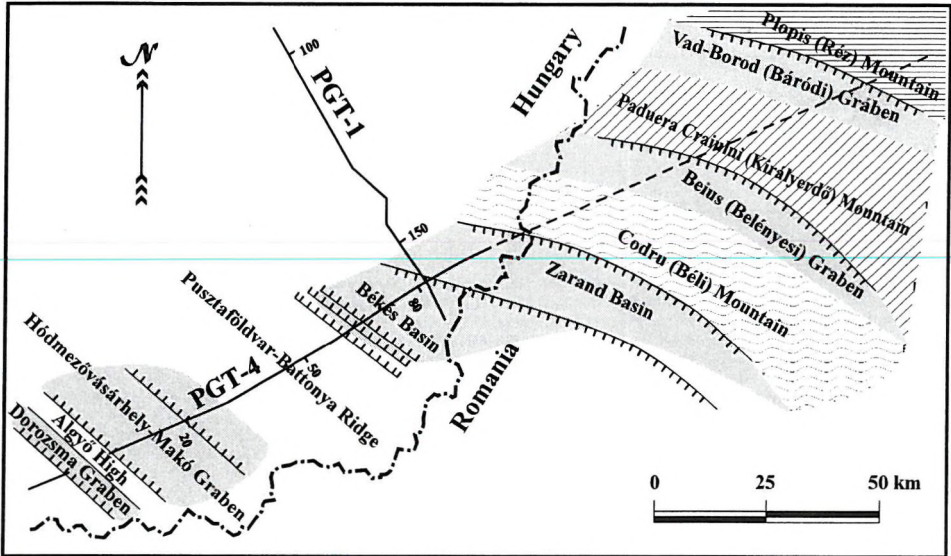 N
100
PGT-1
Hungary
Plopis (Réz) Mountain
Vad-Borod (Báródi) Gráben
Paduera Craiului (Királyerdő) Mountain
Beius (Belényesi) Graben
150
Codru (Béli) Mountain
Zarand Basin
Békés Basin
80
Pusztaföldvar-Battonya Ridge
50
Romania
Hódmezővásárhely-Makó Graben
PGT-4
20
Algyő High
Dorozsma Graben
0 25 50 km